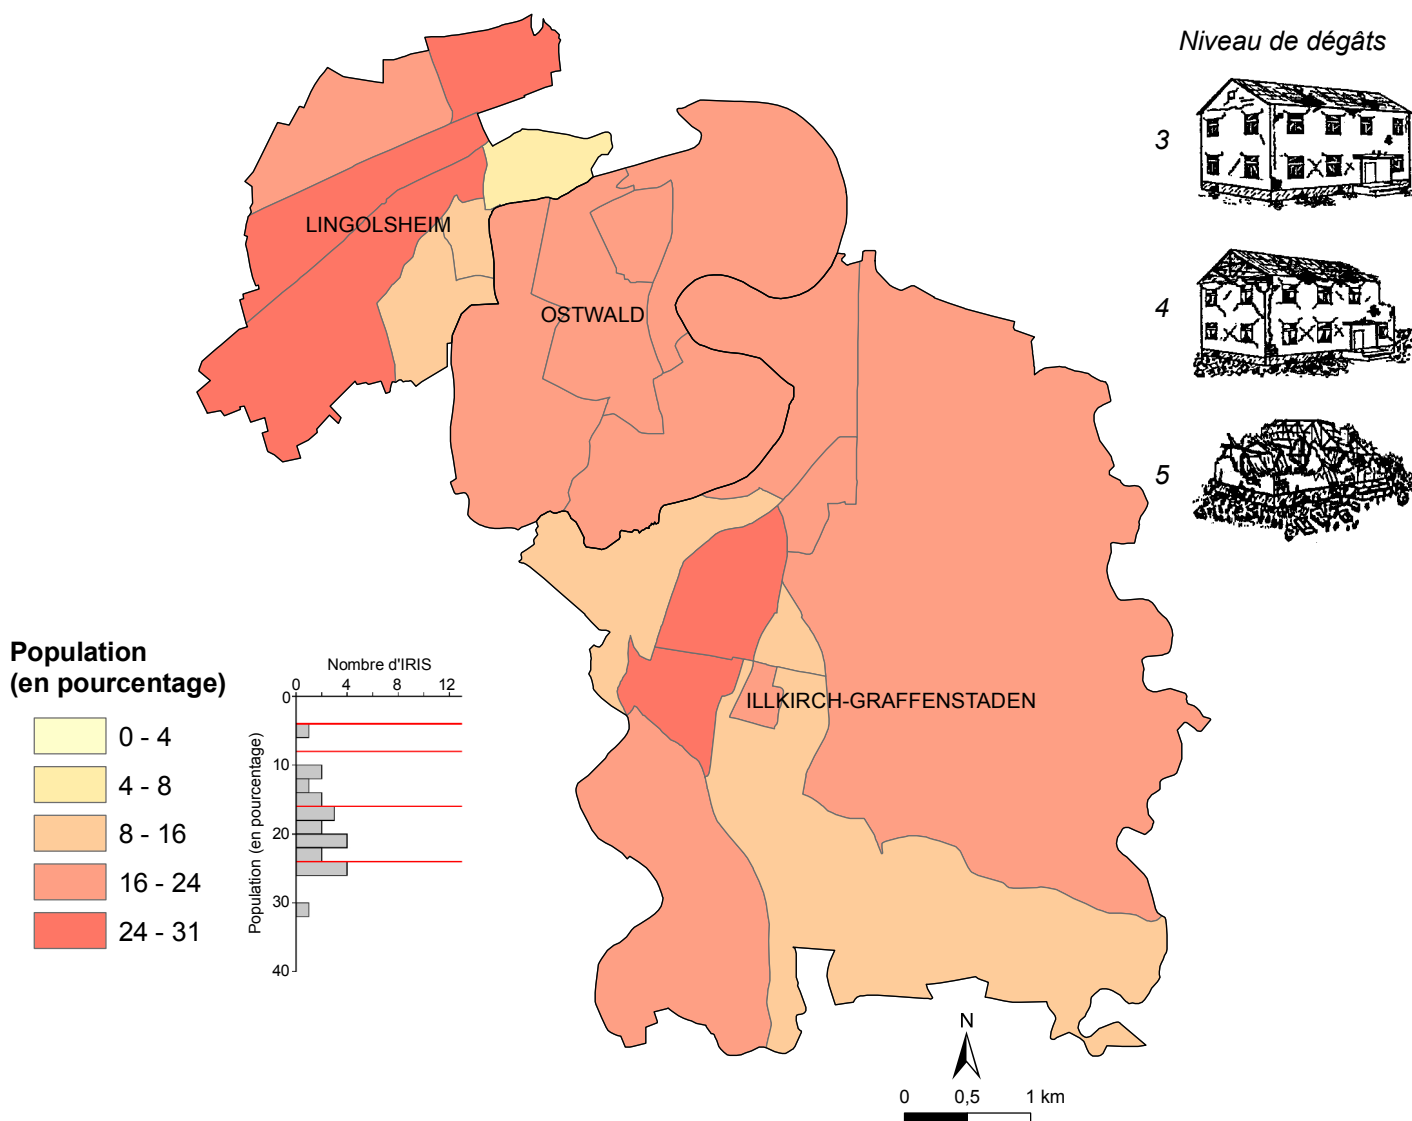 Niveau de dégâts
3
4
5
LINGOLSHEIM
OSTWALD
ILLKIRCH-GRAFFENSTADEN
Population
(en pourcentage)
0 - 4
4 - 8
8 - 16
16 - 24
24 - 31
Nombre d'IRIS
0 4 8 12
Population (en pourcentage)
0
10
20
30
40
N
0 0,5 1 km